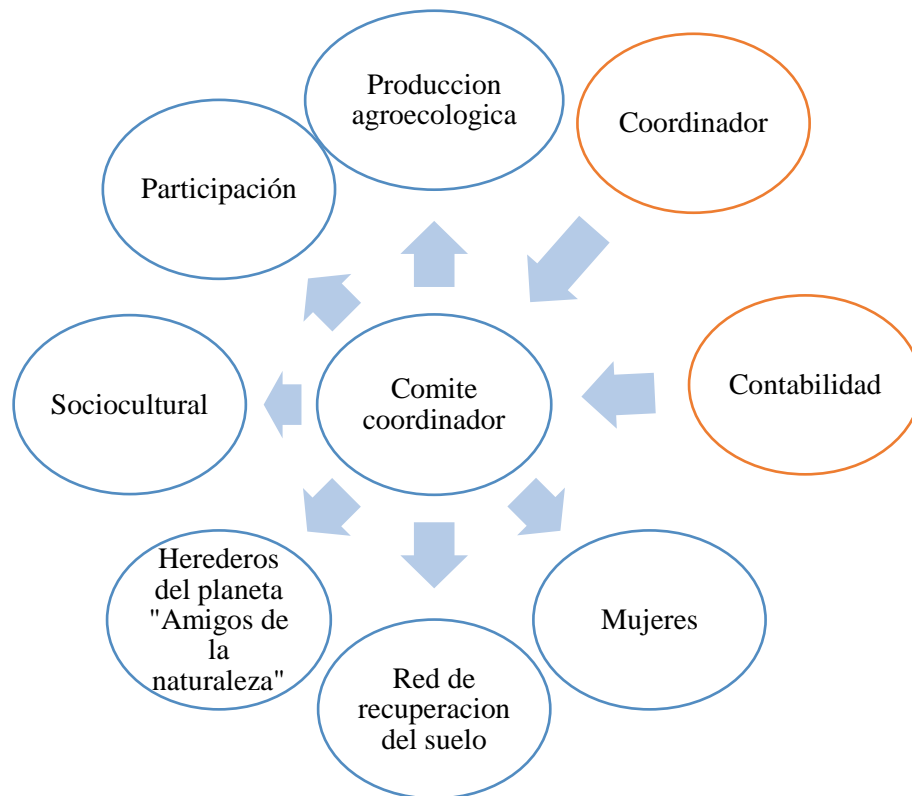 Produccion
agroecologica
Coordinador
Participación
Sociocultural
Comite
coordinador
Contabilidad
Herederos
del planeta
"Amigos de
la
naturaleza"
Red de
recuperacion
del suelo
Mujeres